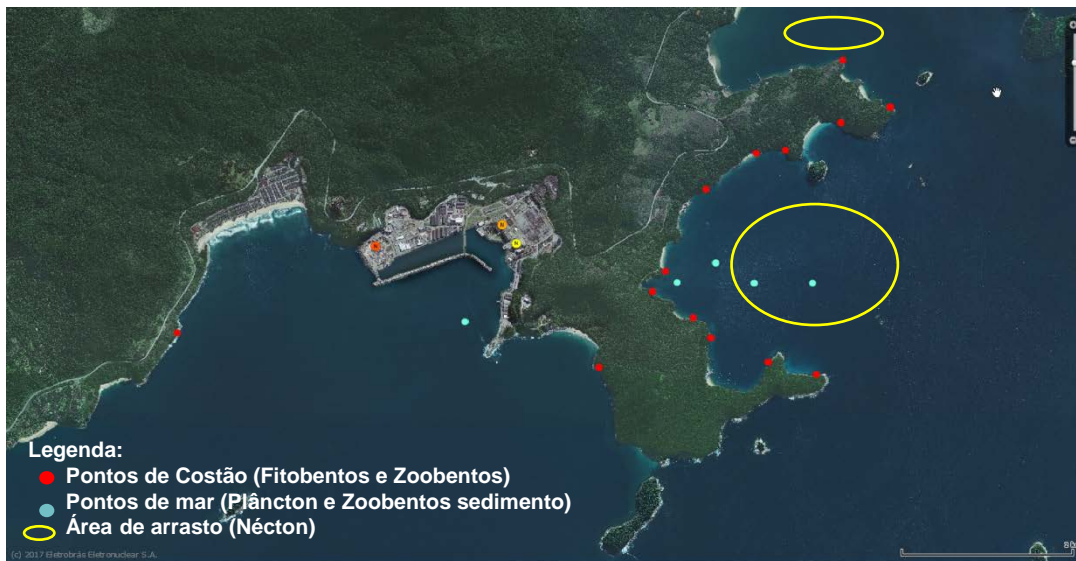 Legenda:
Pontos de Costão (Fitobentos e Zoobentos)
Pontos de mar (Plâncton e Zoobentos sedimento)
Área de arrasto (Nécton)
(c) 2017 Eletrobrás Eletronuclear S.A.